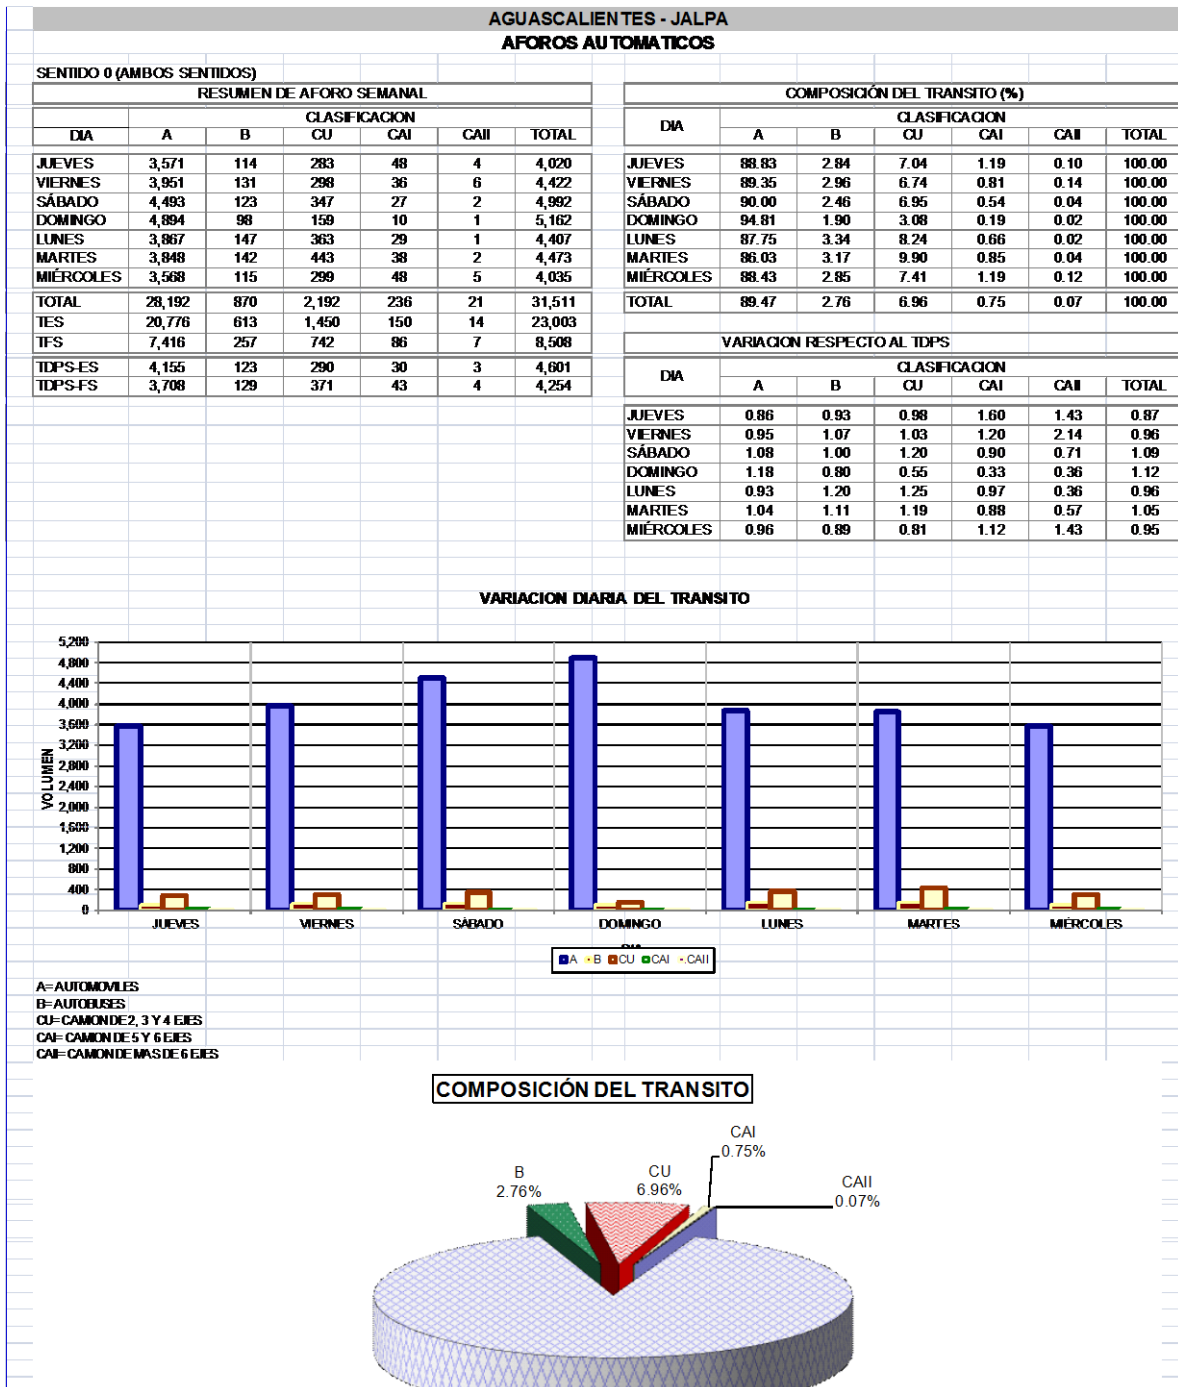 AGUASCALIENTES - JALPA
AFOROS AUTOMATICOS
SENTIDO 0 (AMBOS SENTIDOS)
RESUMEN DE AFORO SEMANAL
CLASIFICACION
DIA A B CU CAI CAII TOTAL
JUEVES 3,571 114 283 48 4 4,020
VIERNES 3,951 131 298 36 6 4,422
SÁBADO 4,493 123 347 27 2 4,992
DOMINGO 4,894 98 159 10 1 5,162
LUNES 3,867 147 363 29 1 4,407
MARTES 3,848 142 443 38 2 4,473
MIÉRCOLES 3,568 115 299 48 5 4,035
TOTAL 28,192 870 2,192 236 21 31,511
TES 20,776 613 1,450 150 14 23,003
TFS 7,416 257 742 86 7 8,508
TDPS-ES 4,155 123 290 30 3 4,601
TDPS-FS 3,708 129 371 43 4 4,254
COMPOSICIÓN DEL TRANSITO (%)
CLASIFICACION
DIA A B CU CAI CAII TOTAL
JUEVES 88.83 2.84 7.04 1.19 0.10 100.00
VIERNES 89.35 2.96 6.74 0.81 0.14 100.00
SÁBADO 90.00 2.46 6.95 0.54 0.04 100.00
DOMINGO 94.81 1.90 3.08 0.19 0.02 100.00
LUNES 87.75 3.34 8.24 0.66 0.02 100.00
MARTES 86.03 3.17 9.90 0.85 0.04 100.00
MIÉRCOLES 88.43 2.85 7.41 1.19 0.12 100.00
TOTAL 89.47 2.76 6.96 0.75 0.07 100.00
VARIACION RESPECTO AL TDPS
CLASIFICACION
DIA A B CU CAI CAII TOTAL
JUEVES 0.86 0.93 0.98 1.60 1.43 0.87
VIERNES 0.95 1.07 1.03 1.20 2.14 0.96
SÁBADO 1.08 1.00 1.20 0.90 0.71 1.09
DOMINGO 1.18 0.80 0.55 0.33 0.36 1.12
LUNES 0.93 1.20 1.25 0.97 0.36 0.96
MARTES 1.04 1.11 1.19 0.88 0.57 1.05
MIÉRCOLES 0.96 0.89 0.81 1.12 1.43 0.95
VARIACION DIARIA DEL TRANSITO
VOLUMEN
5,200
4,800
4,400
4,000
3,600
3,200
2,800
2,400
2,000
1,600
1,200
800
400
0
JUEVES VIERNES SÁBADO DOMINGO LUNES MARTES MIÉRCOLES
A B CU CAI CAII
A= AUTOMOVILES
B= AUTOBUSES
CU= CAMION DE 2, 3 Y 4 EJES
CAI= CAMION DE 5 Y 6 EJES
CAII= CAMION DE MAS DE 6 EJES
COMPOSICIÓN DEL TRANSITO
CAI
0.75%
B
2.76%
CU
6.96%
CAII
0.07%